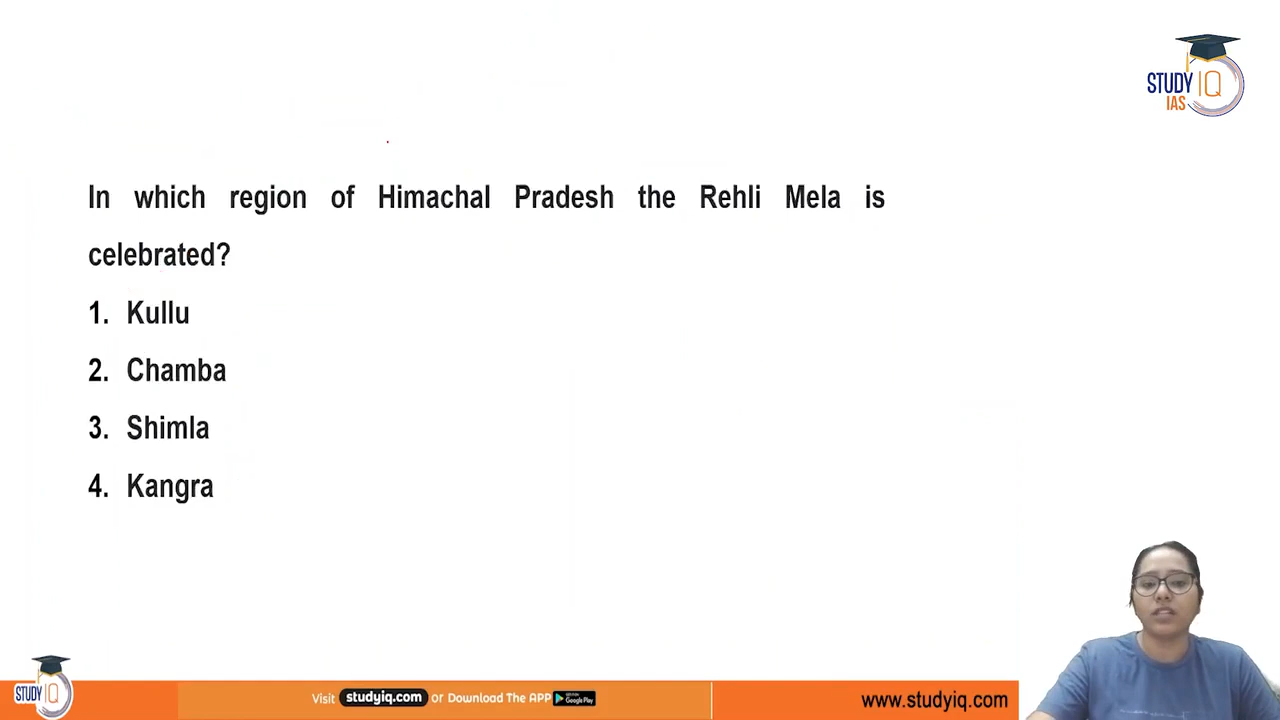 STUDY IQ
IAS
In which region of Himachal Pradesh the Rehli Mela is
celebrated?
1. Kullu
2. Chamba
3. Shimla
4. Kangra
STUDY IQ
Visit studyiq.com or Download The APP Google Play
www.studyiq.com